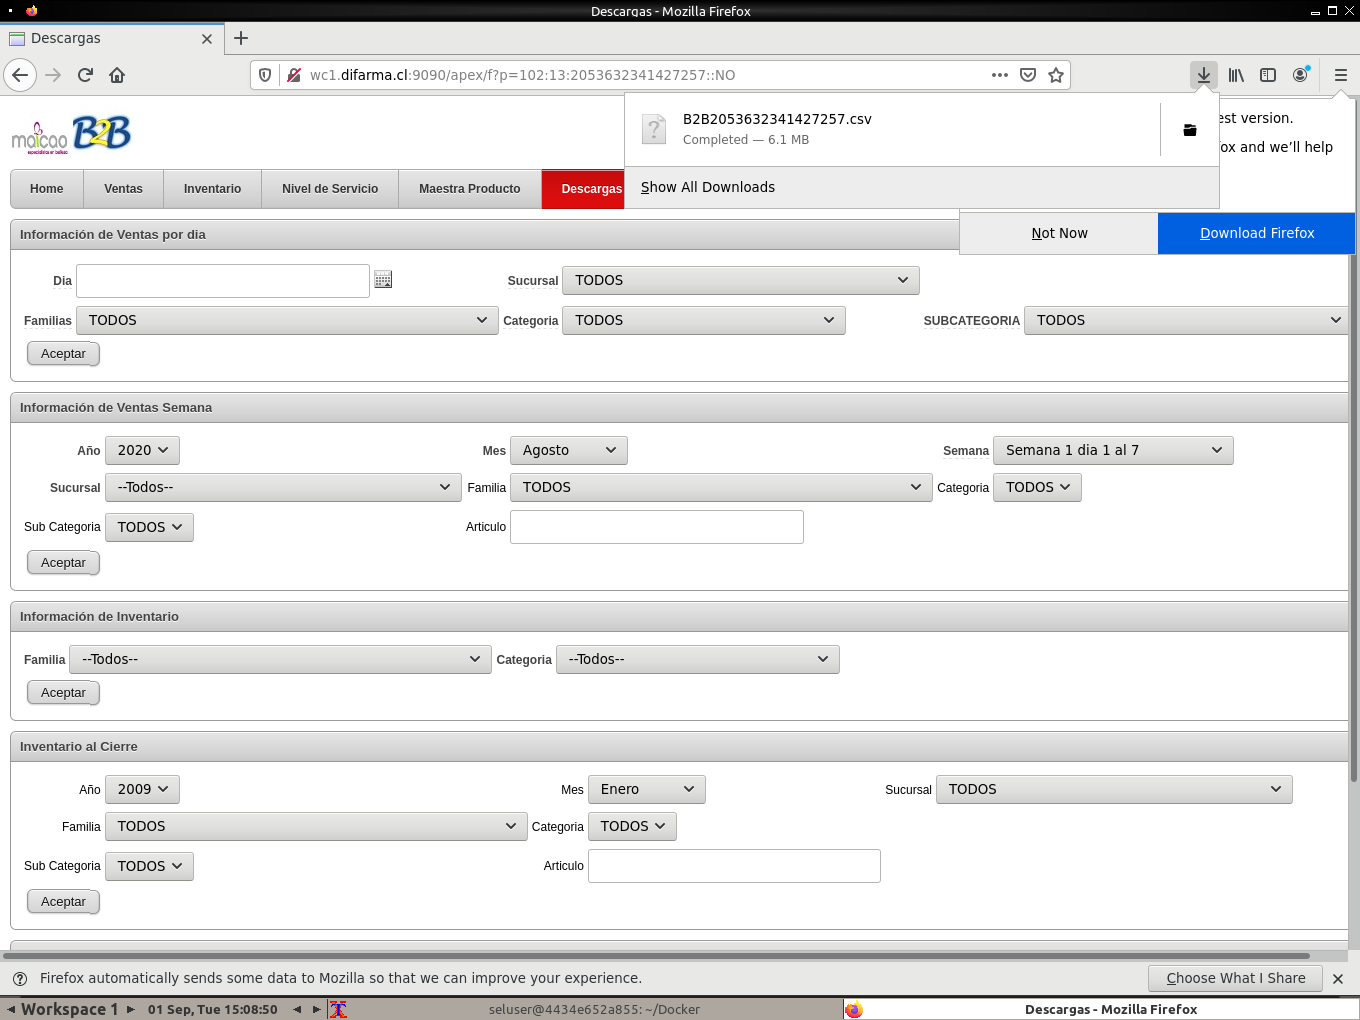 Descargas - Mozilla Firefox
Descargas
wc1.difarma.cl:9090/apex/f?p=102:13:2053632341427257::NO
maicao
B2B
B2B2053632341427257.csv
Completed — 6.1 MB
Show All Downloads
est version.
ox and we'll help
Not Now
Download Firefox
Home
Ventas
Inventario
Nivel de Servicio
Maestra Producto
Descargas
Información de Ventas por dia
Dia
Sucursal
TODOS
Familias
TODOS
Categoria
TODOS
SUBCATEGORIA
TODOS
Aceptar
Información de Ventas Semana
Año
2020
Mes
Agosto
Semana
Semana 1 dia 1 al 7
Sucursal
--Todos--
Familia
TODOS
Categoria
TODOS
Sub Categoria
TODOS
Articulo
Aceptar
Información de Inventario
Familia
--Todos--
Categoria
--Todos--
Aceptar
Inventario al Cierre
Año
2009
Mes
Enero
Sucursal
TODOS
Familia
TODOS
Categoria
TODOS
Sub Categoria
TODOS
Articulo
Aceptar
Firefox automatically sends some data to Mozilla so that we can improve your experience.
Choose What I Share
Workspace 1
01 Sep, Tue 15:08:50
seluser@4434e652a855: ~/Docker
Descargas - Mozilla Firefox